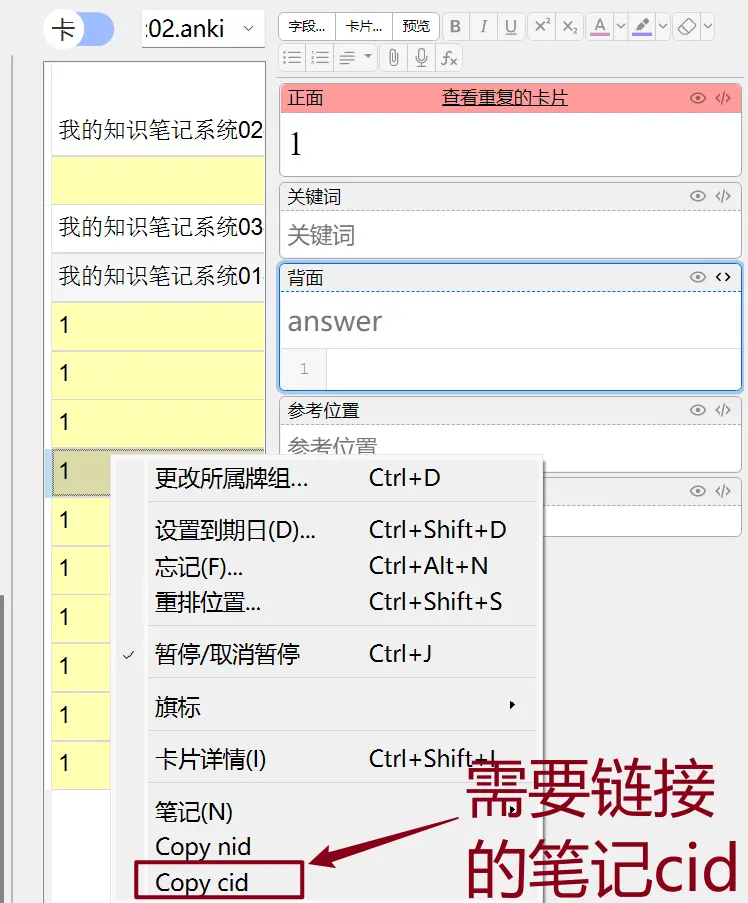 卡
:02.anki
字段...
卡片...
预览
B
I
U
x²
x₂
A
fx
我的知识笔记系统02
我的知识笔记系统03
我的知识笔记系统01
1
1
1
1
1
1
1
1
1
1
正面
查看重复的卡片
1
关键词
关键词
背面
answer
1
参考位置
参考位置
更改所属牌组... Ctrl+D
设置到期日(D)... Ctrl+Shift+D
忘记(F)... Ctrl+Alt+N
重排位置... Ctrl+Shift+S
暂停/取消暂停 Ctrl+J
旗标
卡片详情(I) Ctrl+Shift+I
笔记(N)
Copy nid
Copy cid
需要链接
的笔记cid